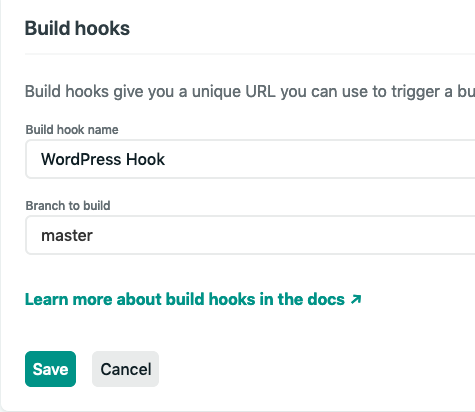 Build hooks
Build hooks give you a unique URL you can use to trigger a bu
Build hook name
WordPress Hook
Branch to build
master
Learn more about build hooks in the docs ↗
Save Cancel